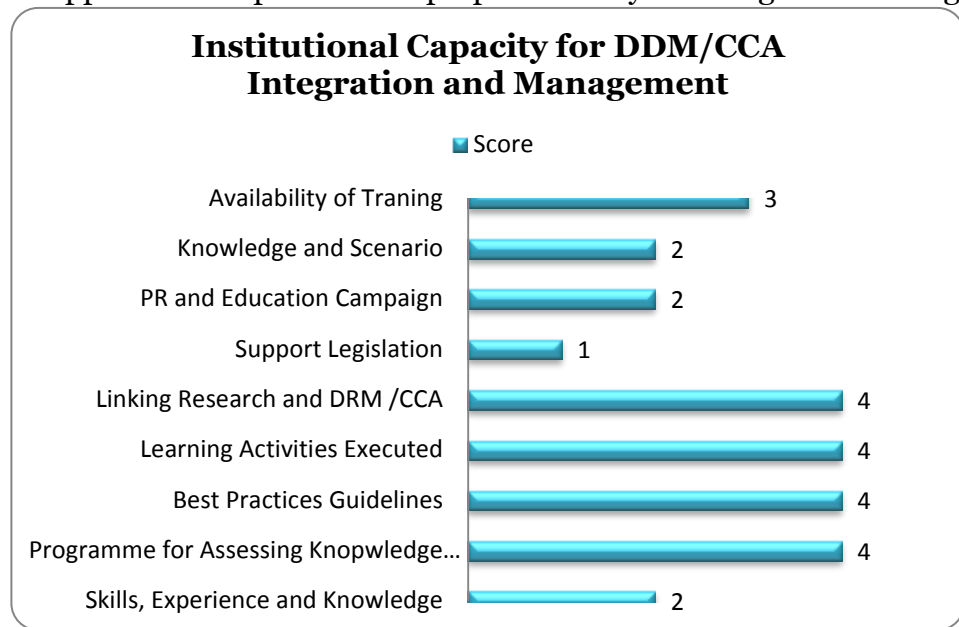 Institutional Capacity for DDM/CCA
Integration and Management
Score
Availability of Traning 3
Knowledge and Scenario 2
PR and Education Campaign 2
Support Legislation 1
Linking Research and DRM /CCA 4
Learning Activities Executed 4
Best Practices Guidelines 4
Programme for Assessing Knopwledge... 4
Skills, Experience and Knowledge 2